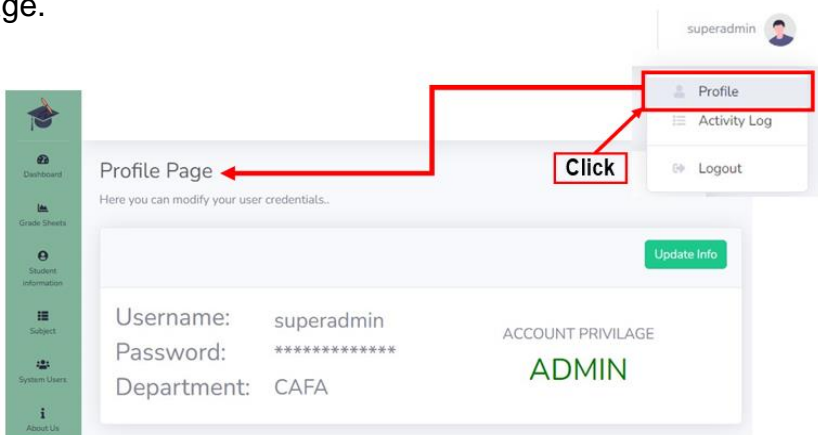 ge.
superadmin
Profile
Activity Log
Click
Logout
Dashboard
Grade Sheets
Student
information
Subject
System Users
About Us
Profile Page
Here you can modify your user credentials..
Update Info
Username: superadmin
Password: *************
Department: CAFA
ACCOUNT PRIVILAGE
ADMIN